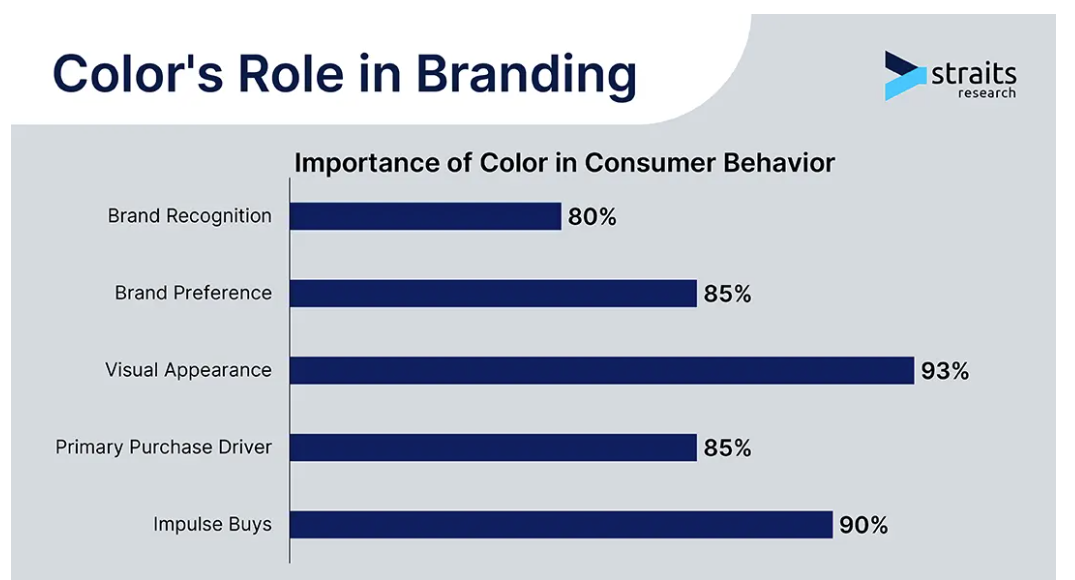 Color's Role in Branding
straits
research
Importance of Color in Consumer Behavior
Brand Recognition 80%
Brand Preference 85%
Visual Appearance 93%
Primary Purchase Driver 85%
Impulse Buys 90%